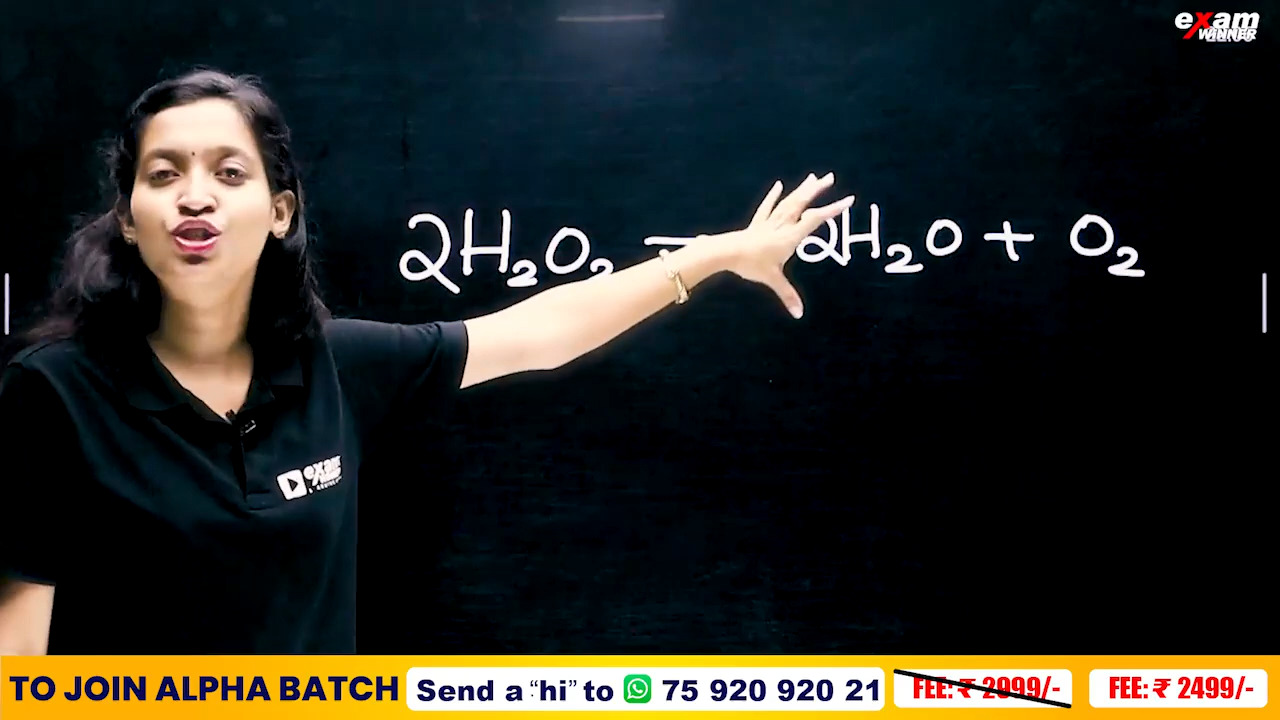 exam
WINNER
2H₂O₂ → 2H₂O + O₂
exam
TO JOIN ALPHA BATCH Send a “hi” to 75 920 920 21 FEE: ₹ 2999/- FEE: ₹ 2499/-